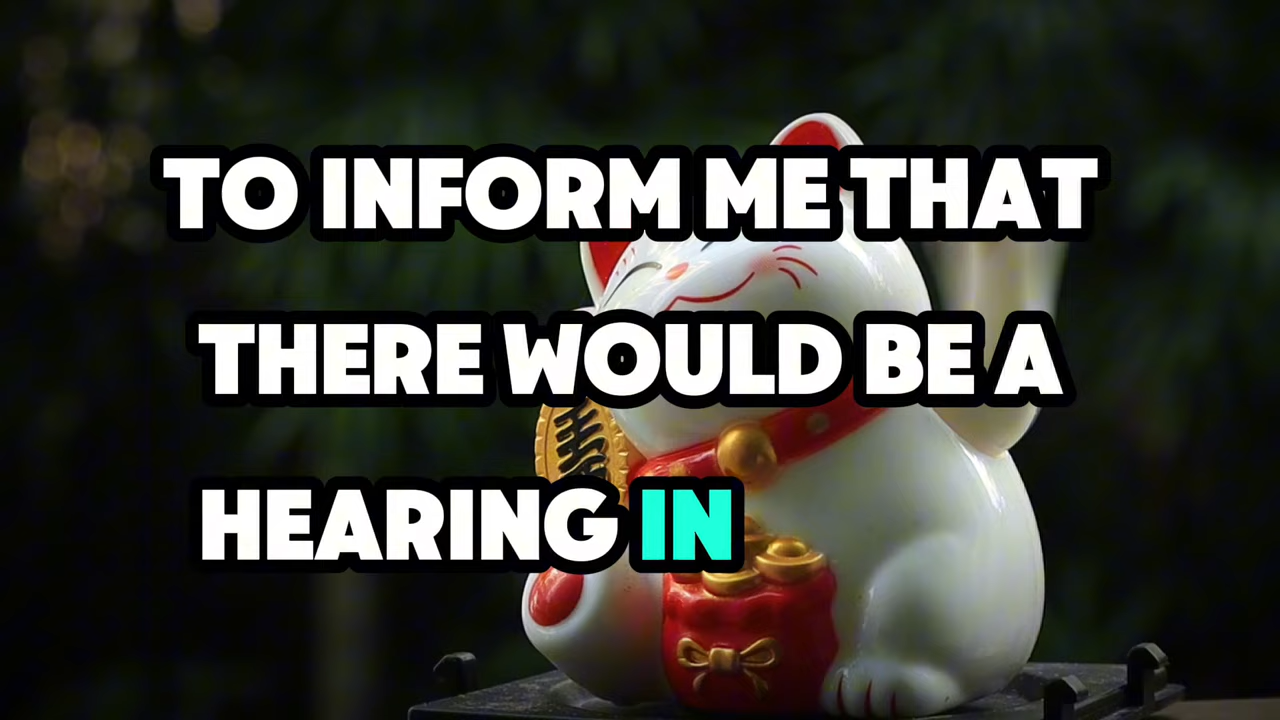 TO INFORM ME THAT
THERE WOULD BE A
HEARING IN